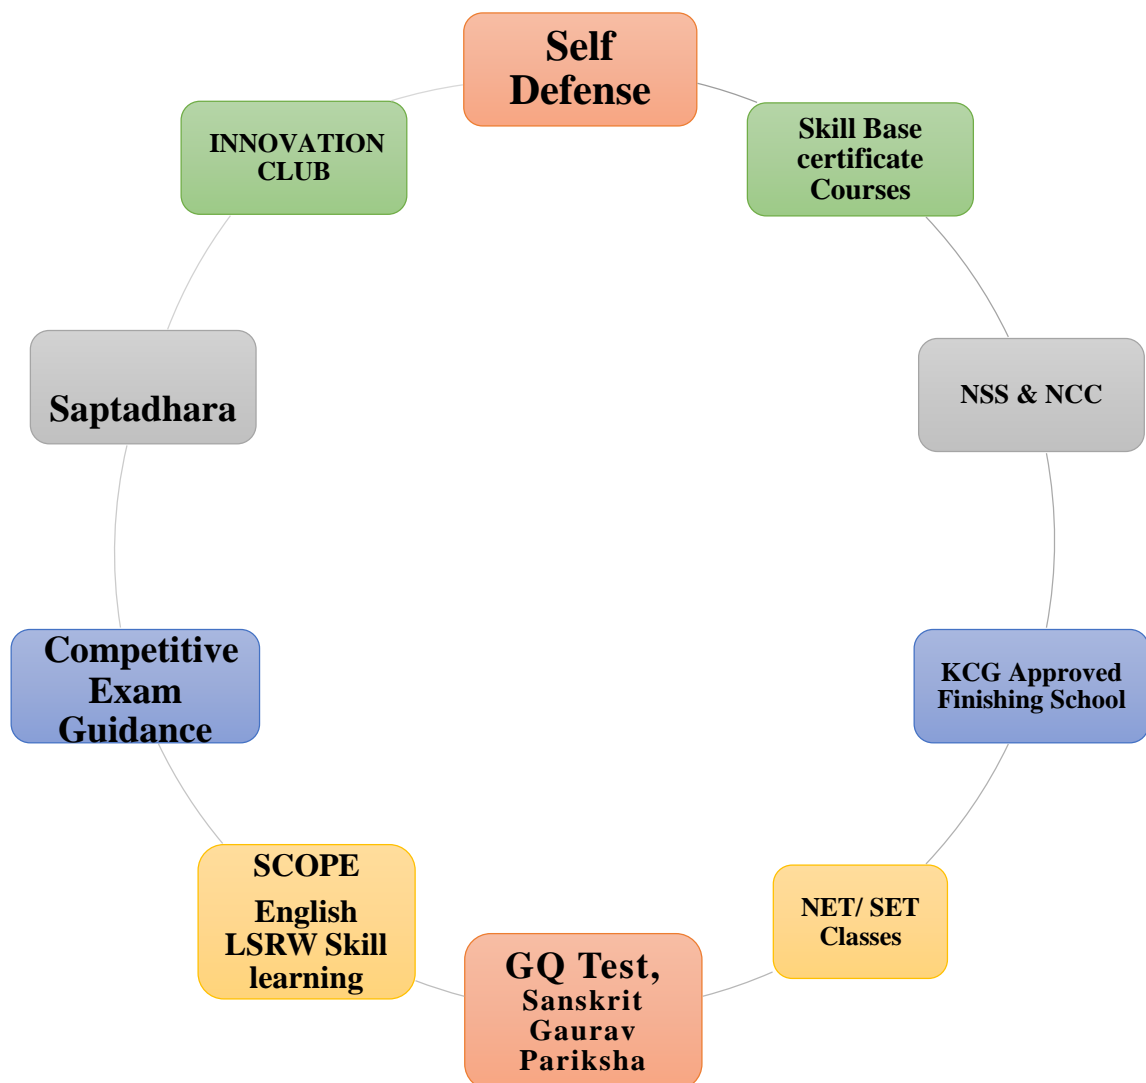 Self
Defense
Skill Base
certificate
Courses
NSS & NCC
KCG Approved
Finishing School
NET/ SET
Classes
GQ Test,
Sanskrit
Gaurav
Pariksha
SCOPE
English
LSRW Skill
learning
Competitive
Exam
Guidance
Saptadhara
INNOVATION
CLUB